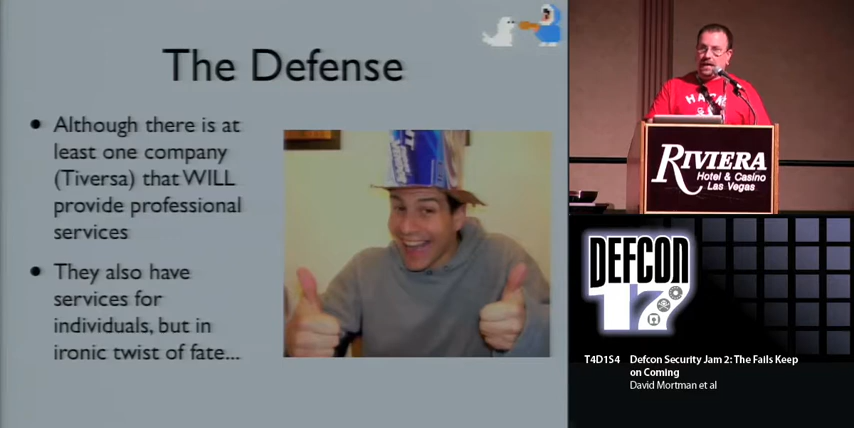 The Defense
• Although there is at
least one company
(Tiversa) that WILL
provide professional
services
• They also have
services for
individuals, but in
ironic twist of fate...
RIVIERA
Hotel & Casino
Las Vegas
DEFCON
17
T4D1S4 Defcon Security Jam 2: The Fails Keep
on Coming
David Mortman et al